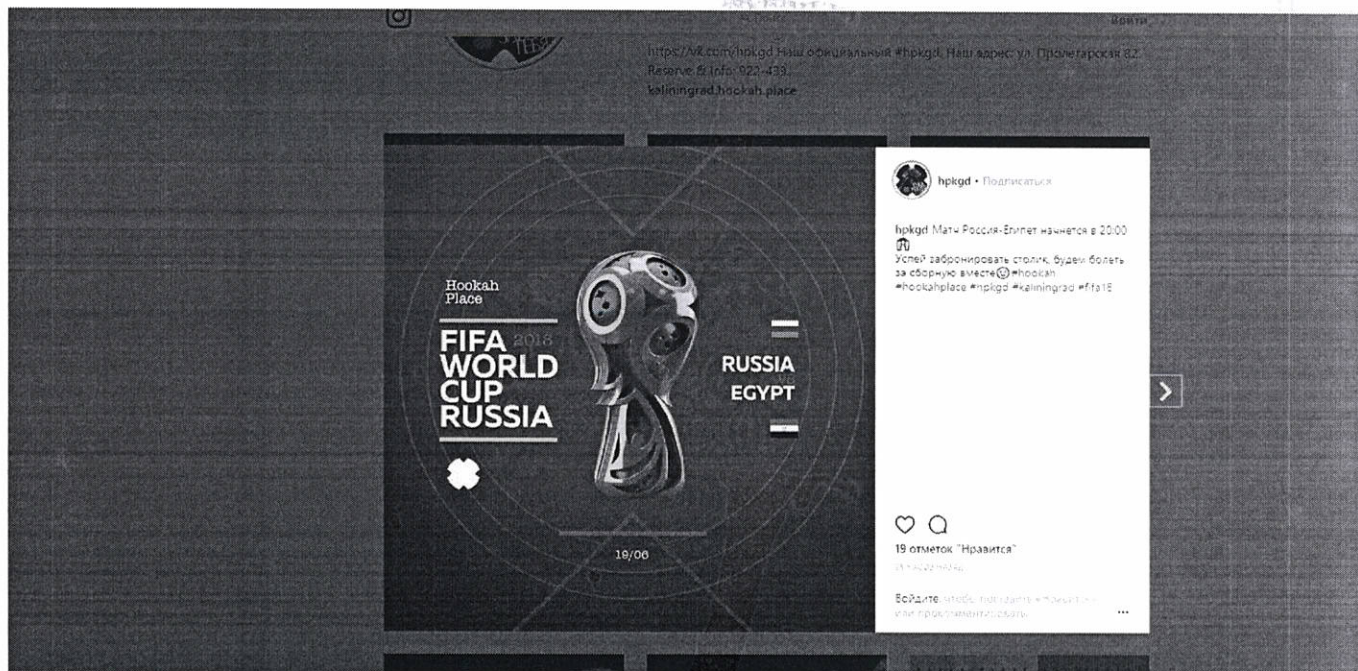 Войти
https://vk.com/hpkgd Наш официальный #hpkgd. Наш адрес: ул. Пролетарская 82.
Reserve & Info: 922-433
kaliningrad.hookah.place
hpkgd • Подписаться
hpkgd Матч Россия-Египет начнется в 20:00
Успей забронировать столик, будем болеть
за сборную вместе😉 #hookah
#hookahplace #hpkgd #kaliningrad #fifa18
Hookah
Place
FIFA 2018
WORLD
CUP
RUSSIA
RUSSIA
EGYPT
19/06
19 отметок "Нравится"
Войдите, чтобы поставить
или прокомментировать.